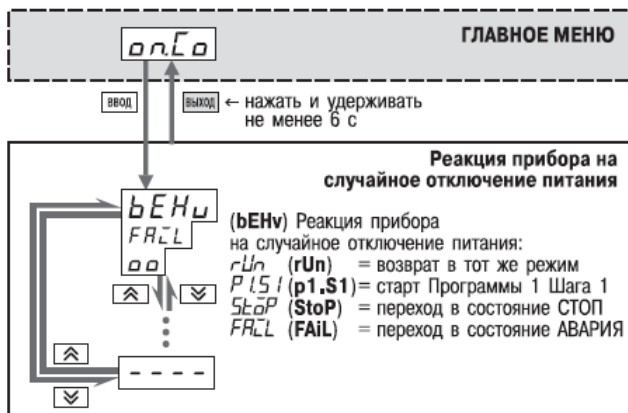 ГЛАВНОЕ МЕНЮ
on.Co
ВВОД
ВЫХОД ← нажать и удерживать
не менее 6 с
Реакция прибора на
случайное отключение питания
bEHv
FAiL
oo
(bEHv) Реакция прибора
на случайное отключение питания:
rUn (rUn) = возврат в тот же режим
P1.S1 (p1.S1)= старт Программы 1 Шага 1
StoP (StoP) = переход в состояние СТОП
FAiL (FAiL) = переход в состояние АВАРИЯ
- - - -